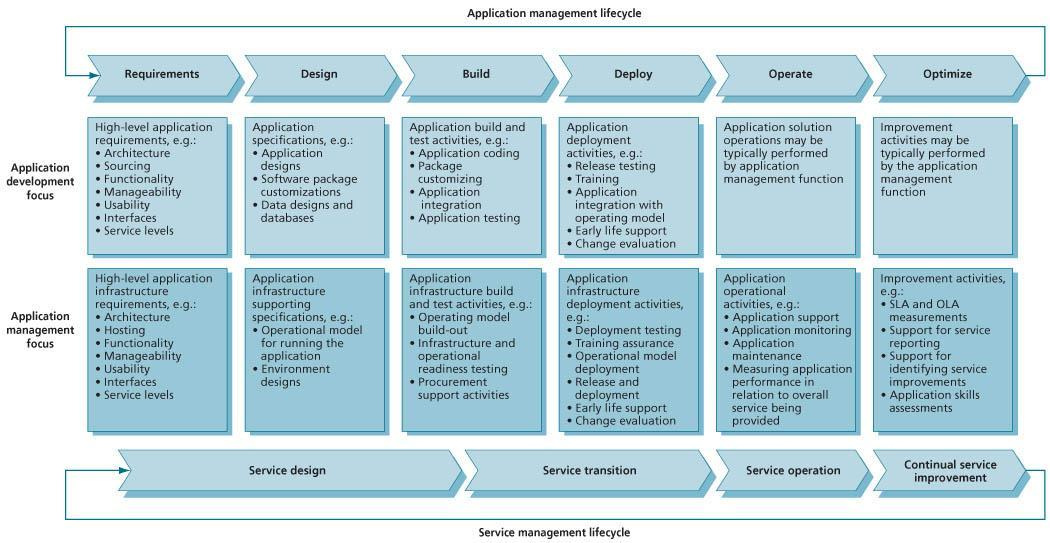 Application management lifecycle
Requirements
Design
Build
Deploy
Operate
Optimize
Application
development
focus
High-level application
requirements, e.g.:
• Architecture
• Sourcing
• Functionality
• Manageability
• Usability
• Interfaces
• Service levels
Application
specifications, e.g.:
• Application
designs
• Software package
customizations
• Data designs and
databases
Application build and
test activities, e.g.:
• Application coding
• Package
customizing
• Application
integration
• Application testing
Application
deployment
activities, e.g.:
• Release testing
• Training
• Application
integration with
operating model
• Early life support
• Change evaluation
Application solution
operations may be
typically performed
by application
management function
Improvement
activities may be
typically performed
by the application
management
function
Application
management
focus
High-level application
infrastructure
requirements, e.g.:
• Architecture
• Hosting
• Functionality
• Manageability
• Usability
• Interfaces
• Service levels
Application
infrastructure
supporting
specifications, e.g.:
• Operational model
for running the
application
• Environment
designs
Application
infrastructure build
and test activities, e.g.:
• Operating model
build-out
• Infrastructure and
operational
readiness testing
• Procurement
support activities
Application
infrastructure
deployment activities,
e.g.:
• Deployment testing
• Training assurance
• Operational model
deployment
• Release and
deployment
• Early life support
• Change evaluation
Application
operational
activities, e.g.:
• Application support
• Application monitoring
• Application
maintenance
• Measuring application
performance in
relation to overall
service being
provided
Improvement activities,
e.g.:
• SLA and OLA
measurements
• Support for service
reporting
• Support for
identifying service
improvements
• Application skills
assessments
Service design
Service transition
Service operation
Continual service
improvement
Service management lifecycle